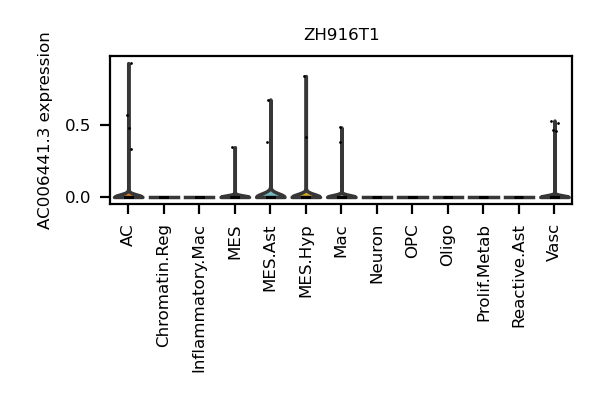 ZH916T1
AC006441.3 expression
0.5
0.0
AC
Chromatin.Reg
Inflammatory.Mac
MES
MES.Ast
MES.Hyp
Mac
Neuron
OPC
Oligo
Prolif.Metab
Reactive.Ast
Vasc